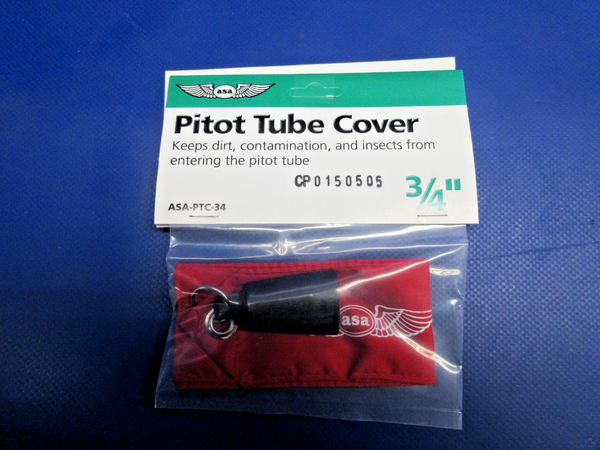 asa
Pitot Tube Cover
Keeps dirt, contamination, and insects from
entering the pitot tube
CP0150505
3/4"
ASA-PTC-34
asa